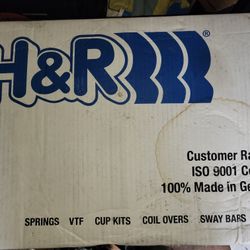 H&R®
Customer Ra
ISO 9001 Ce
100% Made in Ge
SPRINGS VTF CUP KITS COIL OVERS SWAY BARS